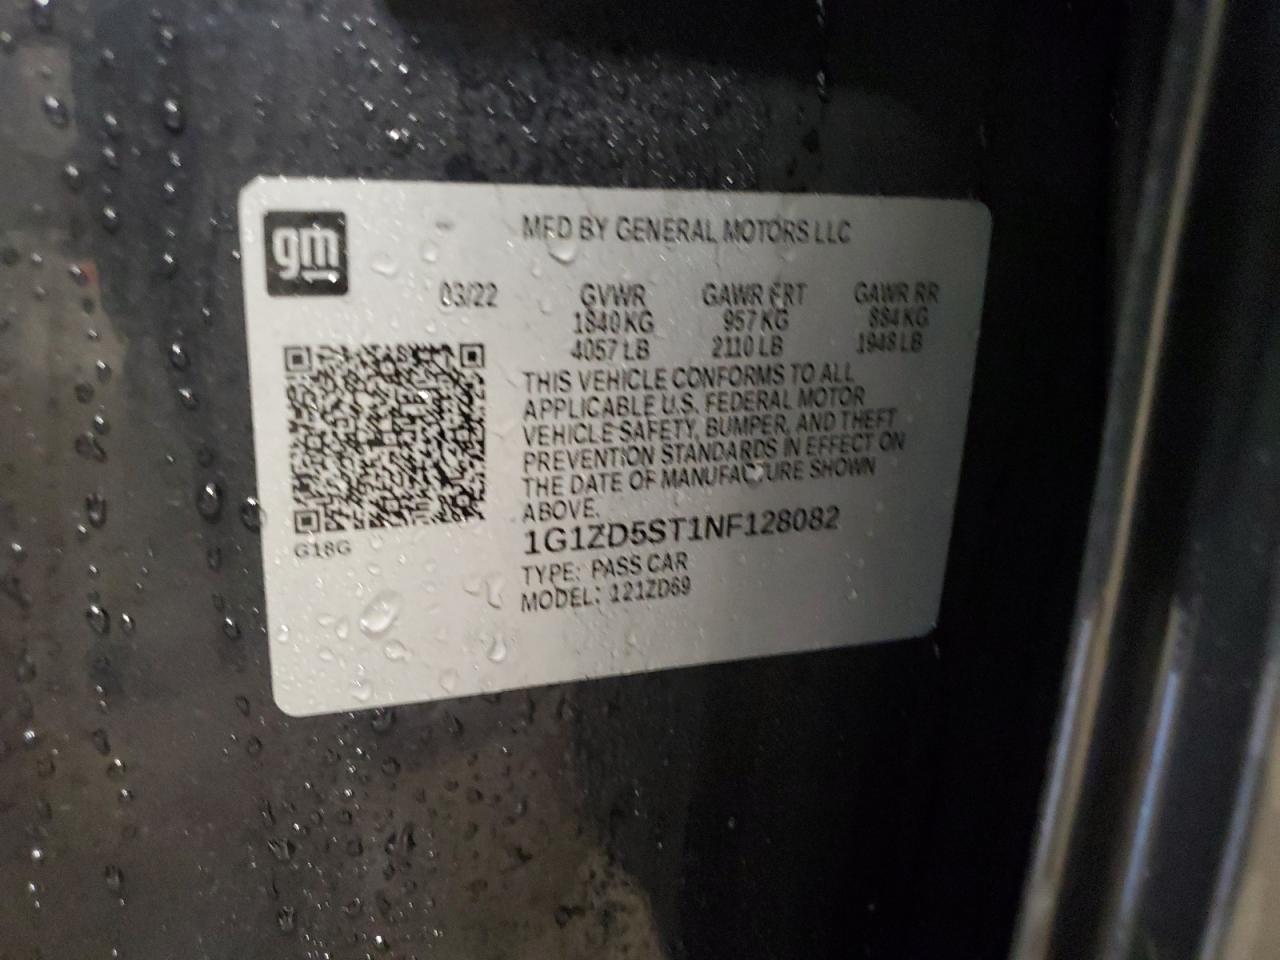 gm
MFD BY GENERAL MOTORS LLC
03/22 GVWR GAWR FRT GAWR RR
1840 KG 957 KG 884 KG
4057 LB 2110 LB 1948 LB
THIS VEHICLE CONFORMS TO ALL
APPLICABLE U.S. FEDERAL MOTOR
VEHICLE SAFETY, BUMPER, AND THEFT
PREVENTION STANDARDS IN EFFECT ON
THE DATE OF MANUFACTURE SHOWN
ABOVE.
1G1ZD5ST1NF128082
TYPE: PASS CAR
MODEL: 121ZD69
G18G